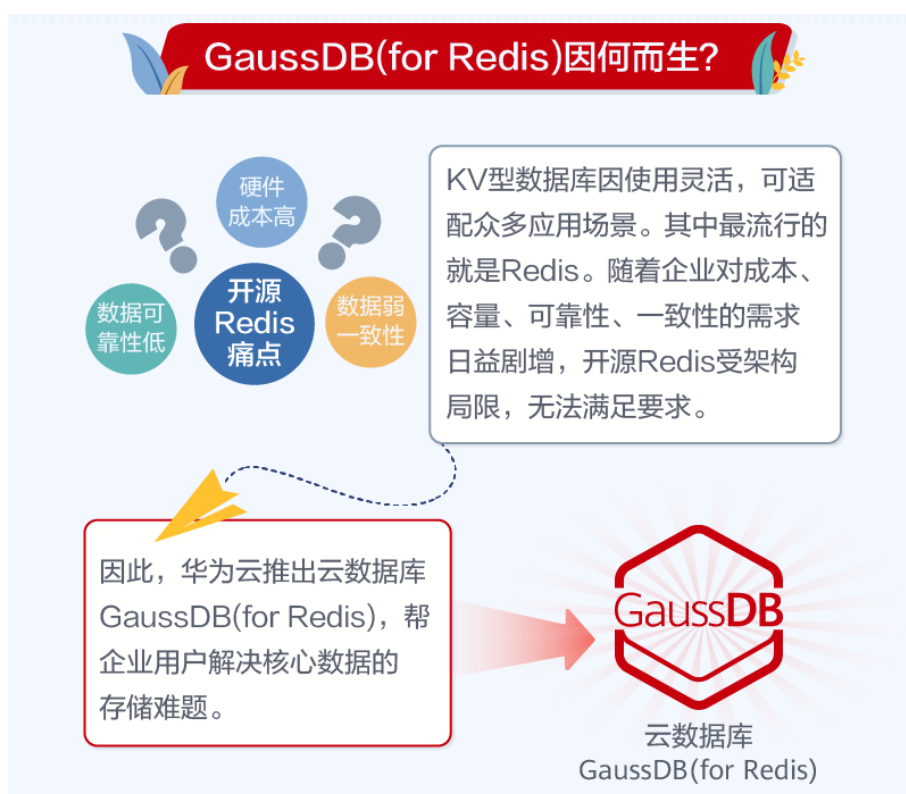 GaussDB(for Redis)因何而生?
硬件
成本高
数据可
靠性低
开源
Redis
痛点
数据弱
一致性
KV型数据库因使用灵活，可适
配众多应用场景。其中最流行的
就是Redis。随着企业对成本、
容量、可靠性、一致性的需求
日益剧增，开源Redis受架构
局限，无法满足要求。
因此，华为云推出云数据库
GaussDB(for Redis)，帮
企业用户解决核心数据的
存储难题。
GaussDB
云数据库
GaussDB(for Redis)